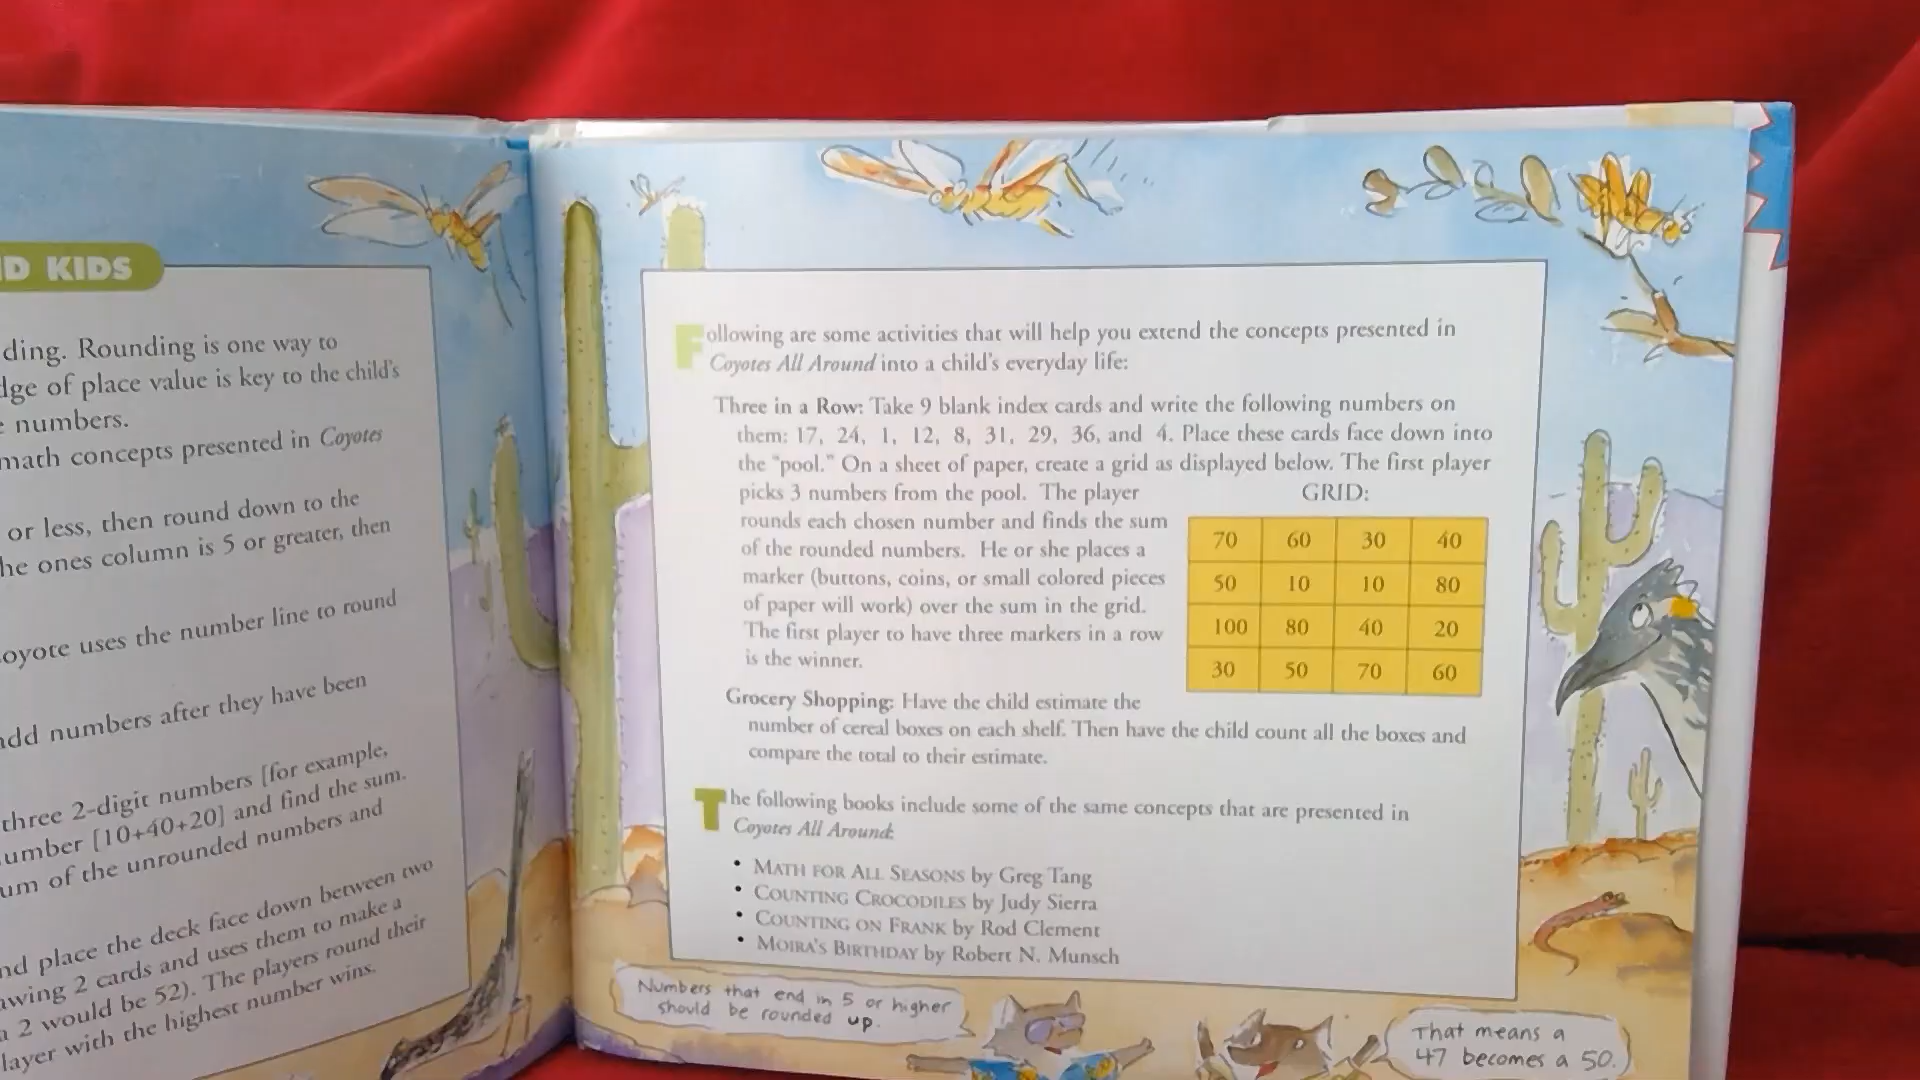 D KIDS
ding. Rounding is one way to
dge of place value is key to the child's
numbers.
math concepts presented in Coyotes
or less, then round down to the
he ones column is 5 or greater, then
oyote uses the number line to round
add numbers after they have been
three 2-digit numbers [for example,
umber [10+40+20] and find the sum.
um of the unrounded numbers and
nd place the deck face down between two
awing 2 cards and uses them to make a
a 2 would be 52). The players round their
layer with the highest number wins.
Following are some activities that will help you extend the concepts presented in
Coyotes All Around into a child's everyday life:
Three in a Row: Take 9 blank index cards and write the following numbers on
them: 17, 24, 1, 12, 8, 31, 29, 36, and 4. Place these cards face down into
the "pool." On a sheet of paper, create a grid as displayed below. The first player
picks 3 numbers from the pool. The player
rounds each chosen number and finds the sum
of the rounded numbers. He or she places a
marker (buttons, coins, or small colored pieces
of paper will work) over the sum in the grid.
The first player to have three markers in a row
is the winner.
GRID:
70 60 30 40
50 10 10 80
100 80 40 20
30 50 70 60
Grocery Shopping: Have the child estimate the
number of cereal boxes on each shelf. Then have the child count all the boxes and
compare the total to their estimate.
The following books include some of the same concepts that are presented in
Coyotes All Around:
• MATH FOR ALL SEASONS by Greg Tang
• COUNTING CROCODILES by Judy Sierra
• COUNTING ON FRANK by Rod Clement
• MOIRA'S BIRTHDAY by Robert N. Munsch
Numbers that end in 5 or higher
should be rounded up.
That means a
47 becomes a 50.